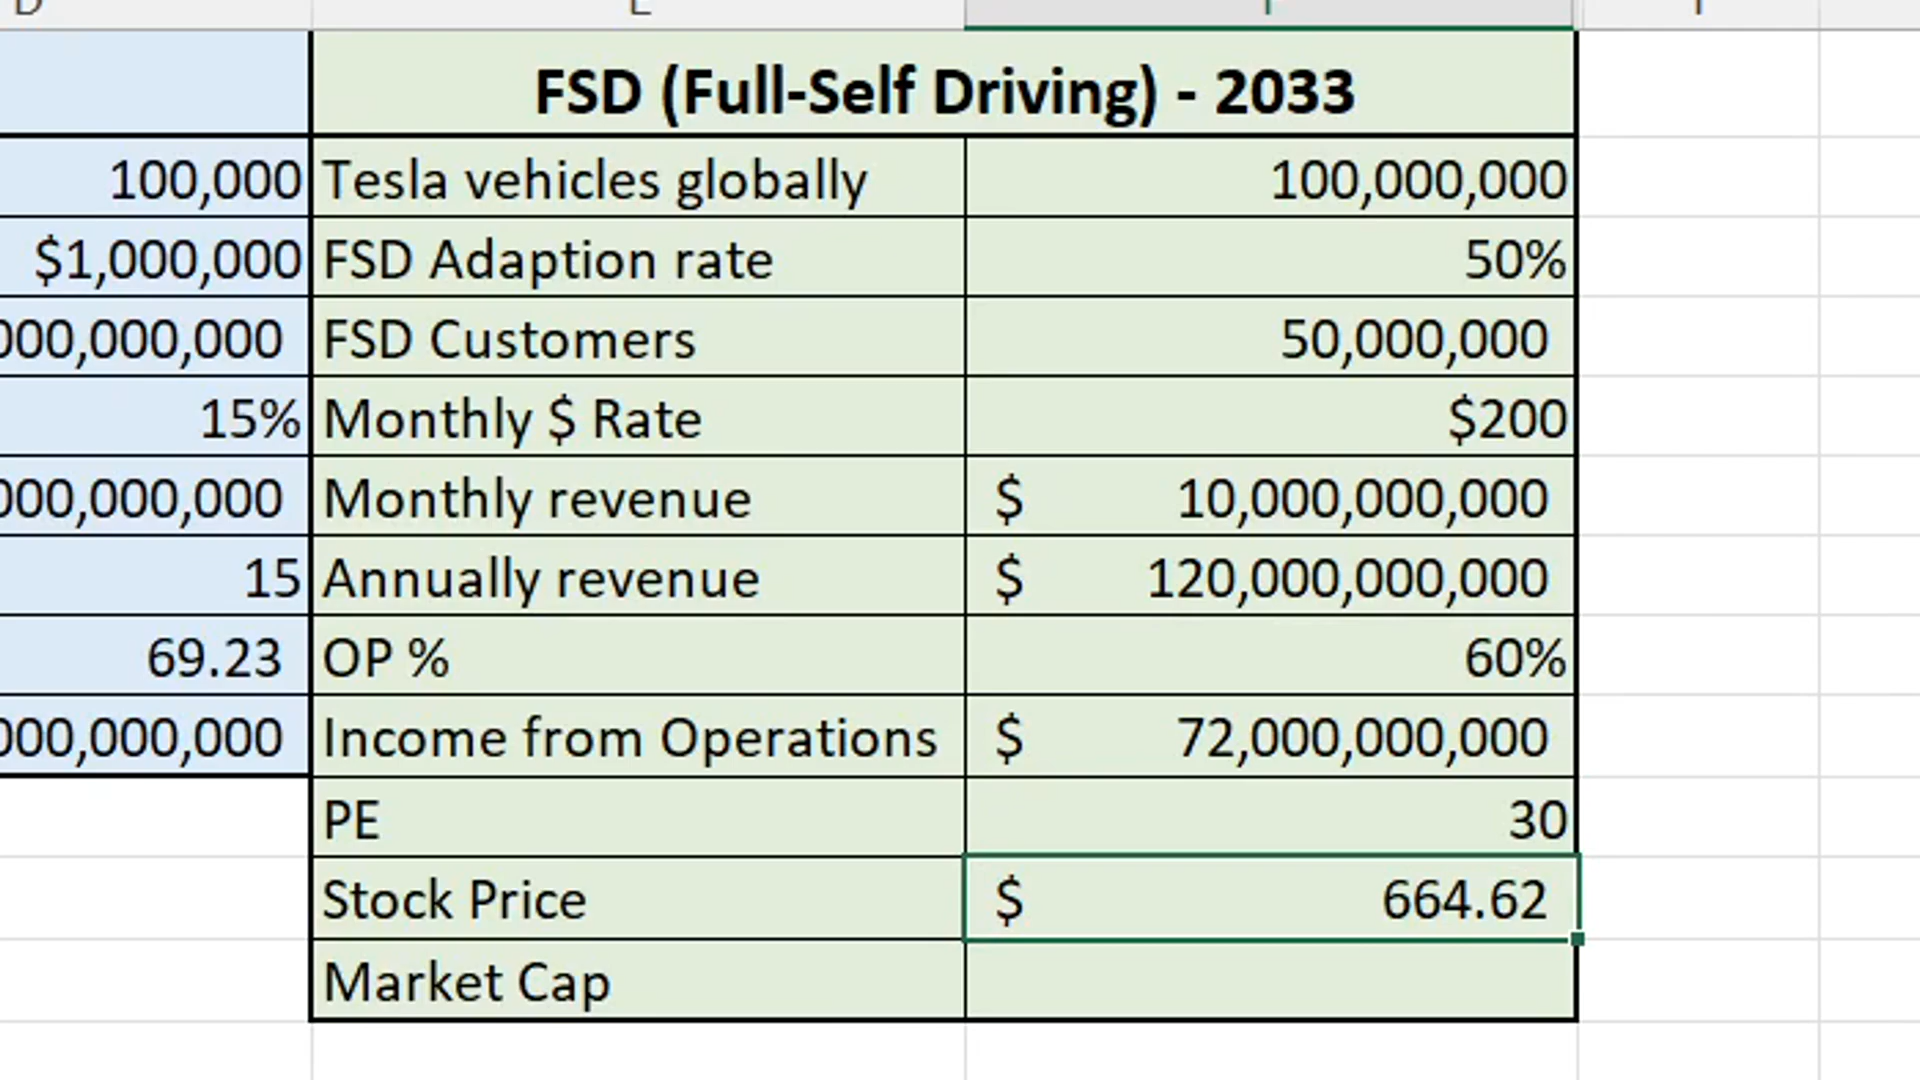 FSD (Full-Self Driving) - 2033
100,000 Tesla vehicles globally 100,000,000
$1,000,000 FSD Adaption rate 50%
000,000,000 FSD Customers 50,000,000
15% Monthly $ Rate $200
000,000,000 Monthly revenue $ 10,000,000,000
15 Annually revenue $ 120,000,000,000
69.23 OP % 60%
000,000,000 Income from Operations $ 72,000,000,000
PE 30
Stock Price $ 664.62
Market Cap